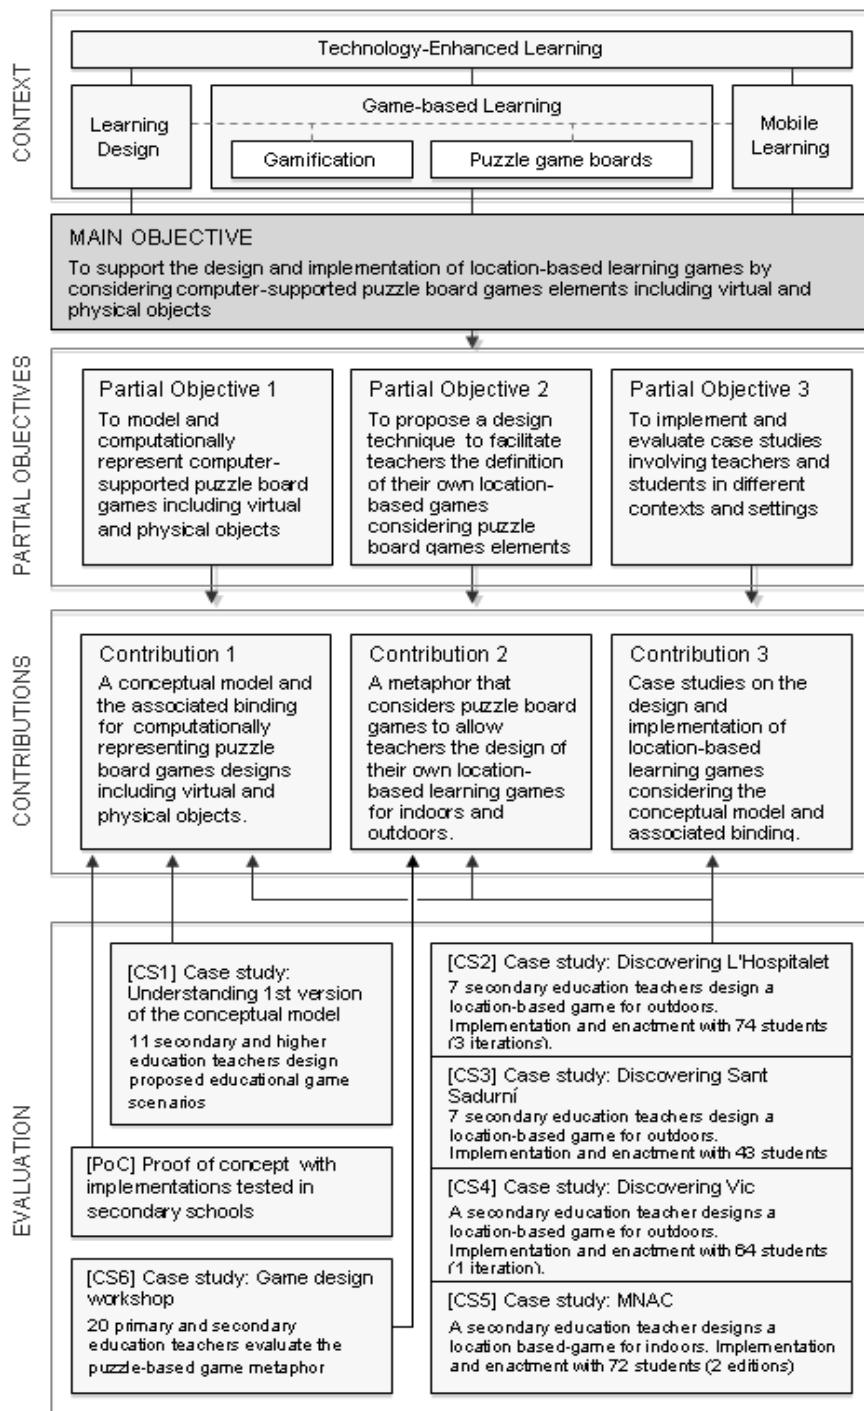 CONTEXT
Technology-Enhanced Learning
Learning
Design
Game-based Learning
Gamification
Puzzle game boards
Mobile
Learning
MAIN OBJECTIVE
To support the design and implementation of location-based learning games by
considering computer-supported puzzle board games elements including virtual and
physical objects
PARTIAL OBJECTIVES
Partial Objective 1
To model and
computationally
represent computer-
supported puzzle board
games including virtual
and physical objects
Partial Objective 2
To propose a design
technique to facilitate
teachers the definition
of their own location-
based games
considering puzzle
board games elements
Partial Objective 3
To implement and
evaluate case studies
involving teachers and
students in different
contexts and settings
CONTRIBUTIONS
Contribution 1
A conceptual model and
the associated binding
for computationally
representing puzzle
board games designs
including virtual and
physical objects.
Contribution 2
A metaphor that
considers puzzle board
games to allow
teachers the design of
their own location-
based learning games
for indoors and
outdoors.
Contribution 3
Case studies on the
design and
implementation of
location-based
learning games
considering the
conceptual model and
associated binding.
EVALUATION
[CS1] Case study:
Understanding 1st version
of the conceptual model
11 secondary and higher
education teachers design
proposed educational game
scenarios
[PoC] Proof of concept with
implementations tested in
secondary schools
[CS6] Case study: Game design
workshop
20 primary and secondary
education teachers evaluate the
puzzle-based game metaphor
[CS2] Case study: Discovering L'Hospitalet
7 secondary education teachers design a
location-based game for outdoors.
Implementation and enactment with 74 students
(3 iterations).
[CS3] Case study: Discovering Sant
Sadurní
7 secondary education teachers design a
location-based game for outdoors.
Implementation and enactment with 43 students
[CS4] Case study: Discovering Vic
A secondary education teacher designs a
location-based game for outdoors.
Implementation and enactment with 64 students
(1 iteration).
[CS5] Case study: MNAC
A secondary education teacher designs a
location based-game for indoors. Implementation
and enactment with 72 students (2 editions)